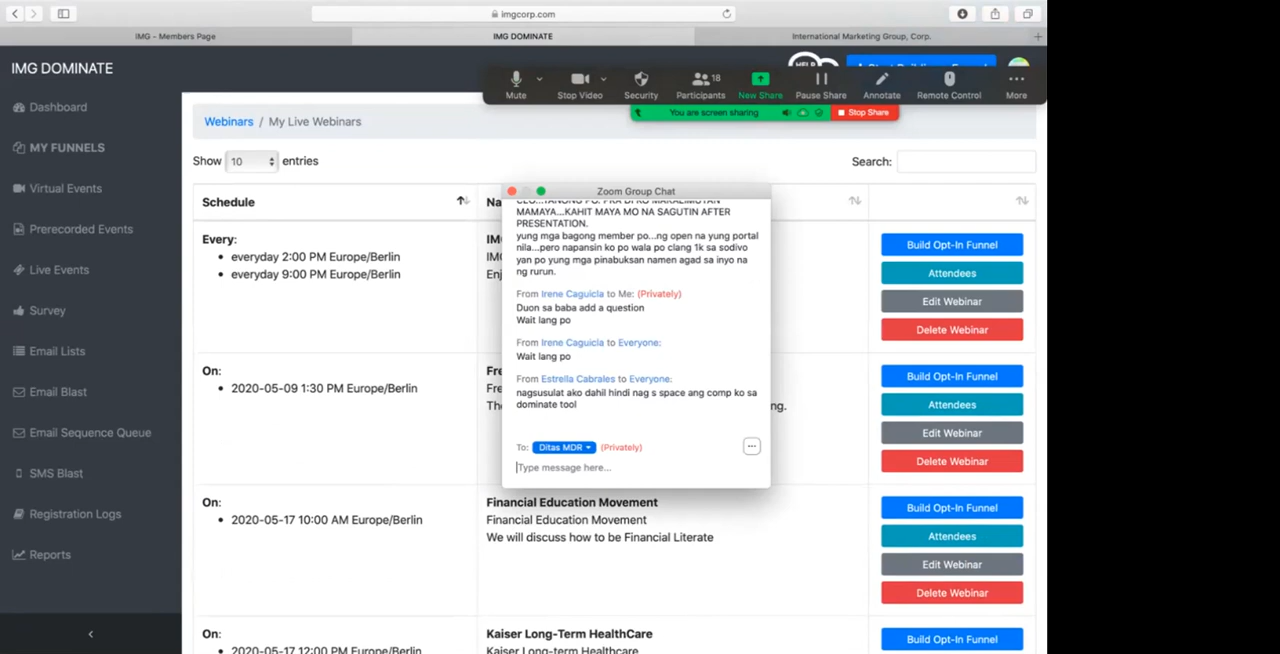 imgcorp.com
IMG - Members Page
IMG DOMINATE
International Marketing Group, Corp.
IMG DOMINATE
Mute
Stop Video
Security
Participants
18
New Share
Pause Share
Annotate
Remote Control
More
You are screen sharing
Stop Share
Dashboard
MY FUNNELS
Virtual Events
Prerecorded Events
Live Events
Survey
Email Lists
Email Blast
Email Sequence Queue
SMS Blast
Registration Logs
Reports
Webinars / My Live Webinars
Show 10 entries
Search:
Schedule
Na
Every:
everyday 2:00 PM Europe/Berlin
everyday 9:00 PM Europe/Berlin
IM
IMC
Enj
Build Opt-In Funnel
Attendees
Edit Webinar
Delete Webinar
On:
2020-05-09 1:30 PM Europe/Berlin
Fre
Fre
The
ng.
Build Opt-In Funnel
Attendees
Edit Webinar
Delete Webinar
On:
2020-05-17 10:00 AM Europe/Berlin
Financial Education Movement
Financial Education Movement
We will discuss how to be Financial Literate
Build Opt-In Funnel
Attendees
Edit Webinar
Delete Webinar
On:
2020-05-17 12:00 PM Europe/Berlin
Kaiser Long-Term HealthCare
Kaiser Long-term Healthcare
Build Opt-In Funnel
Zoom Group Chat
MAMAYA...KAHIT MAYA MO NA SAGUTIN AFTER
PRESENTATION.
yung mga bagong member po...ng open na yung portal
nila...pero napansin ko po wala po clang 1k sa sodivo
yan po yung mga pinabuksan namen agad sa inyo na
ng rurun.
From Irene Caguicla to Me: (Privately)
Duon sa baba add a question
Wait lang po
From Irene Caguicla to Everyone:
Wait lang po
From Estrella Cabrales to Everyone:
nagsusulat ako dahil hindi nag s space ang comp ko sa
dominate tool
To: Ditas MDR (Privately)
Type message here...